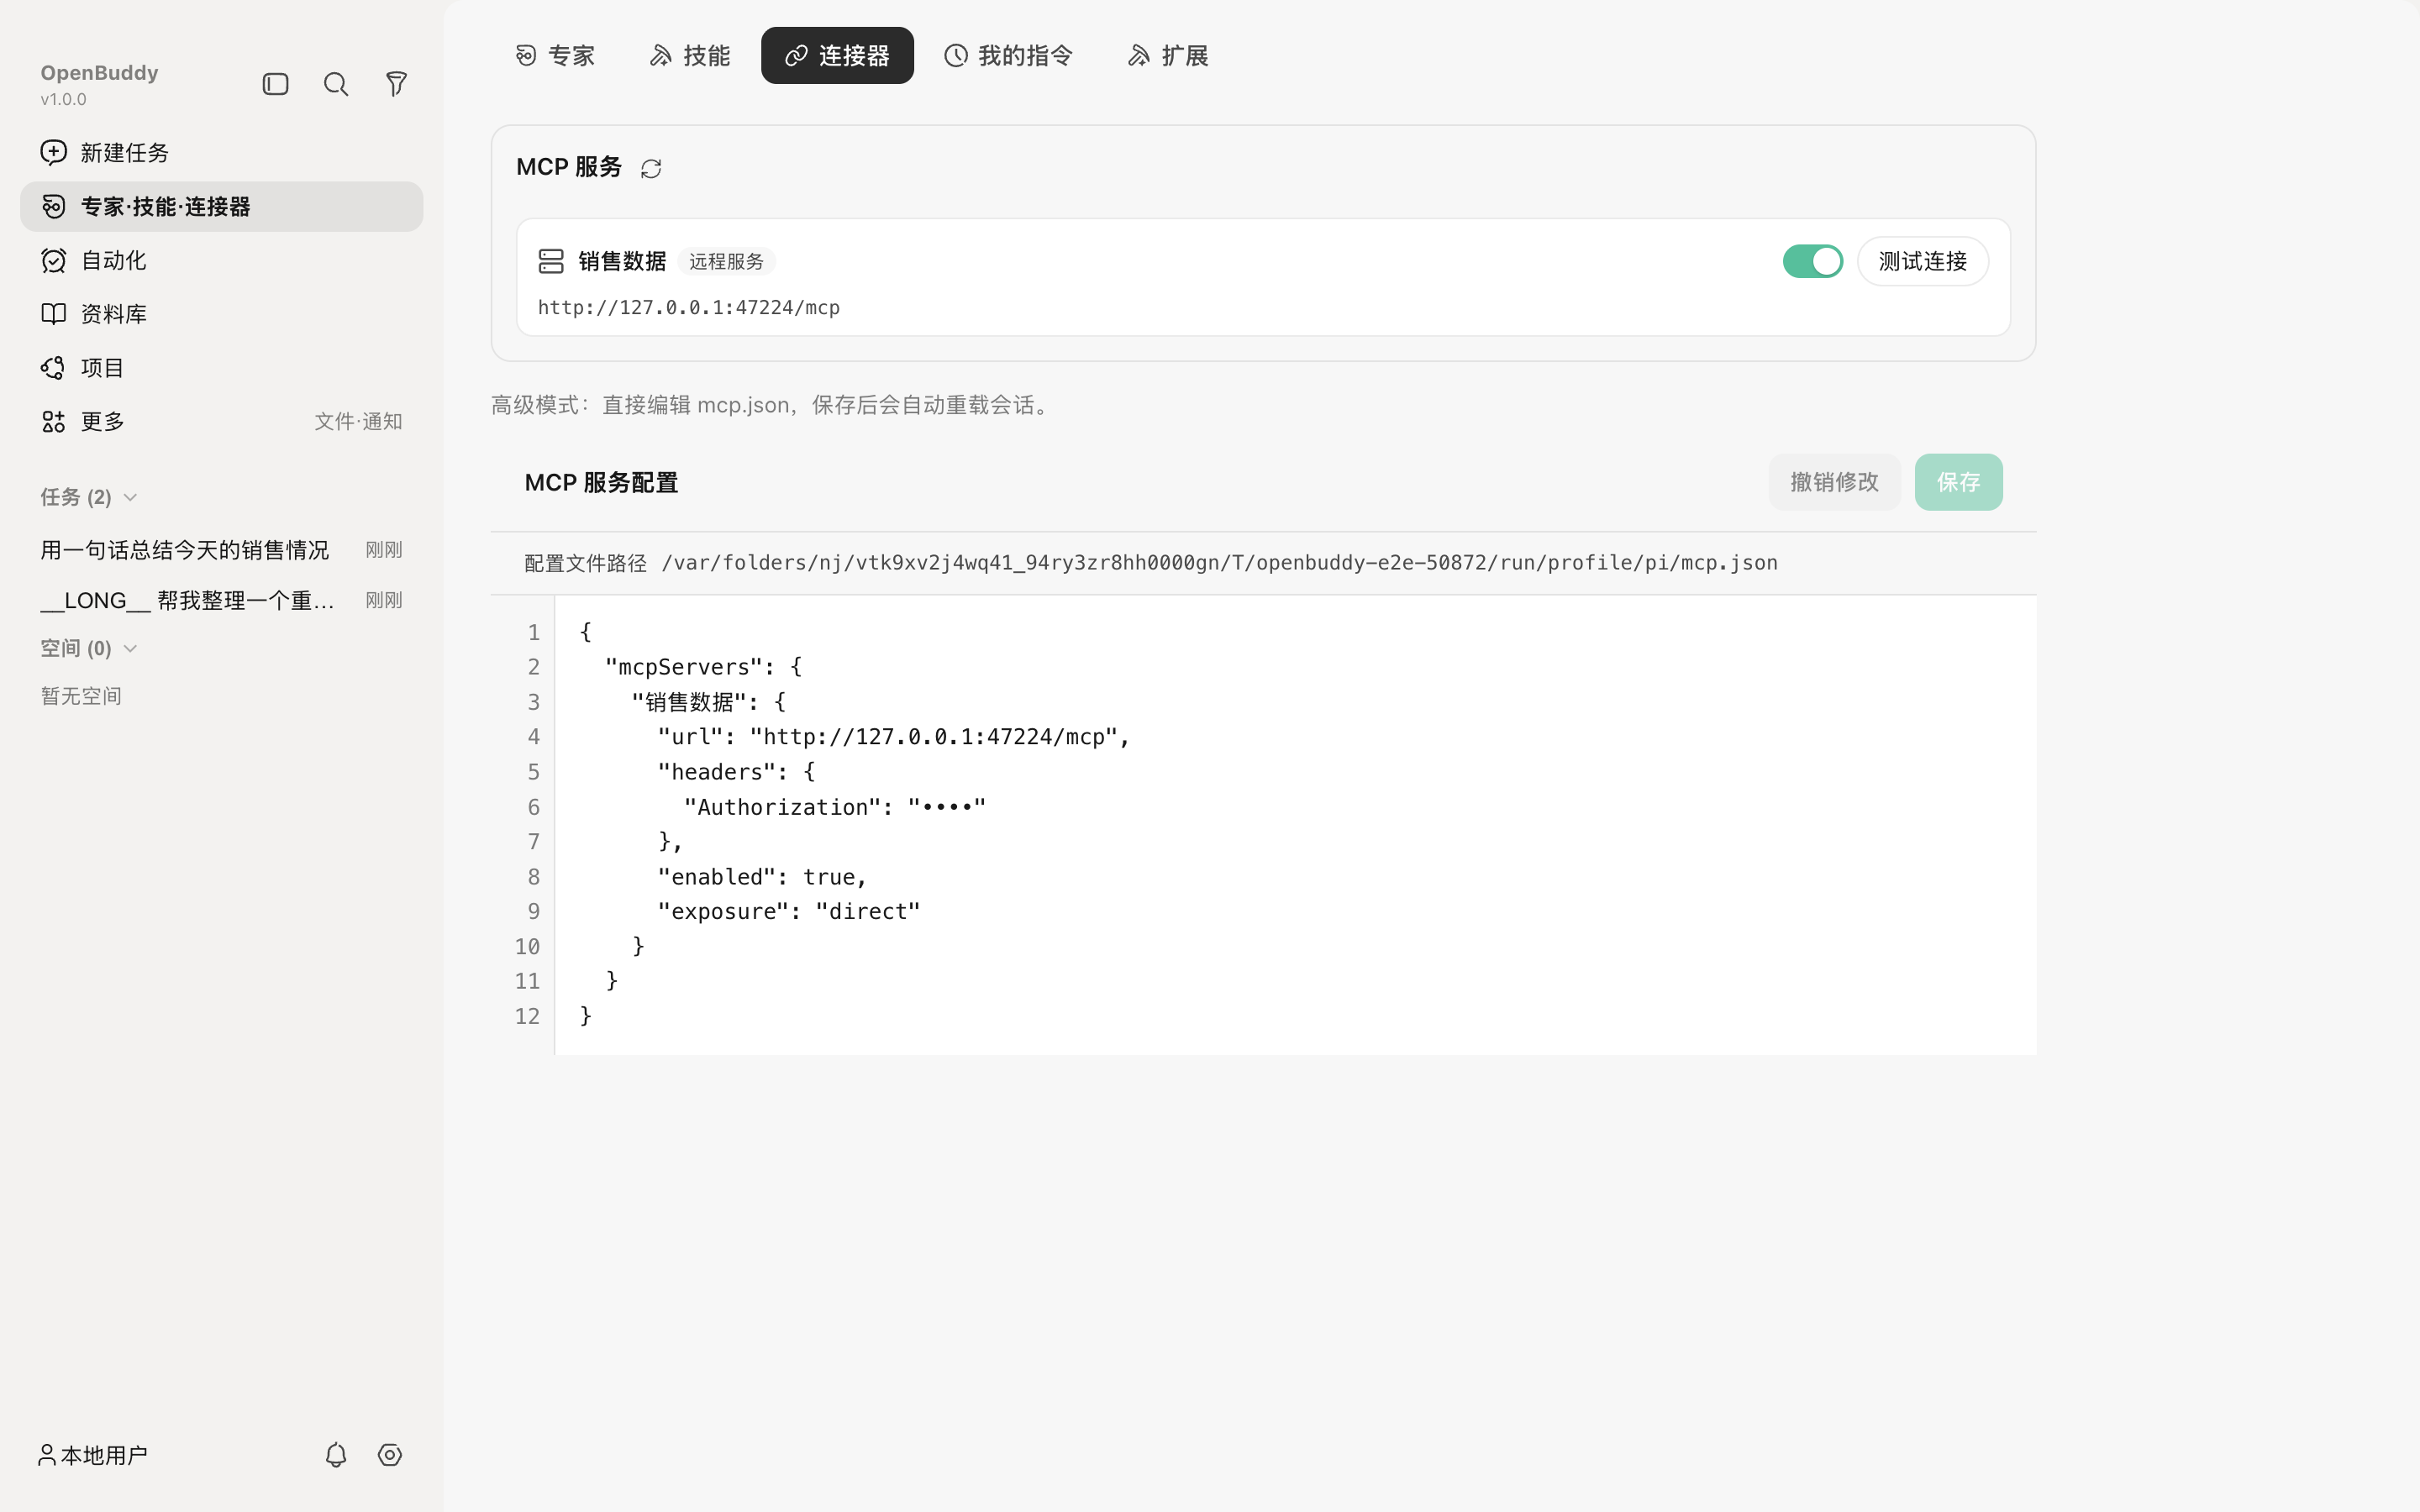 OpenBuddy
v1.0.0
新建任务
专家·技能·连接器
自动化
资料库
项目
更多 文件·通知
任务 (2)
用一句话总结今天的销售情况 刚刚
__LONG__ 帮我整理一个重… 刚刚
空间 (0)
暂无空间
本地用户
专家 技能 连接器 我的指令 扩展
MCP 服务
销售数据 远程服务 测试连接
http://127.0.0.1:47224/mcp
高级模式：直接编辑 mcp.json，保存后会自动重载会话。
MCP 服务配置 撤销修改 保存
配置文件路径 /var/folders/nj/vtk9xv2j4wq41_94ry3zr8hh0000gn/T/openbuddy-e2e-50872/run/profile/pi/mcp.json
1 {
2 "mcpServers": {
3 "销售数据": {
4 "url": "http://127.0.0.1:47224/mcp",
5 "headers": {
6 "Authorization": "••••"
7 },
8 "enabled": true,
9 "exposure": "direct"
10 }
11 }
12 }